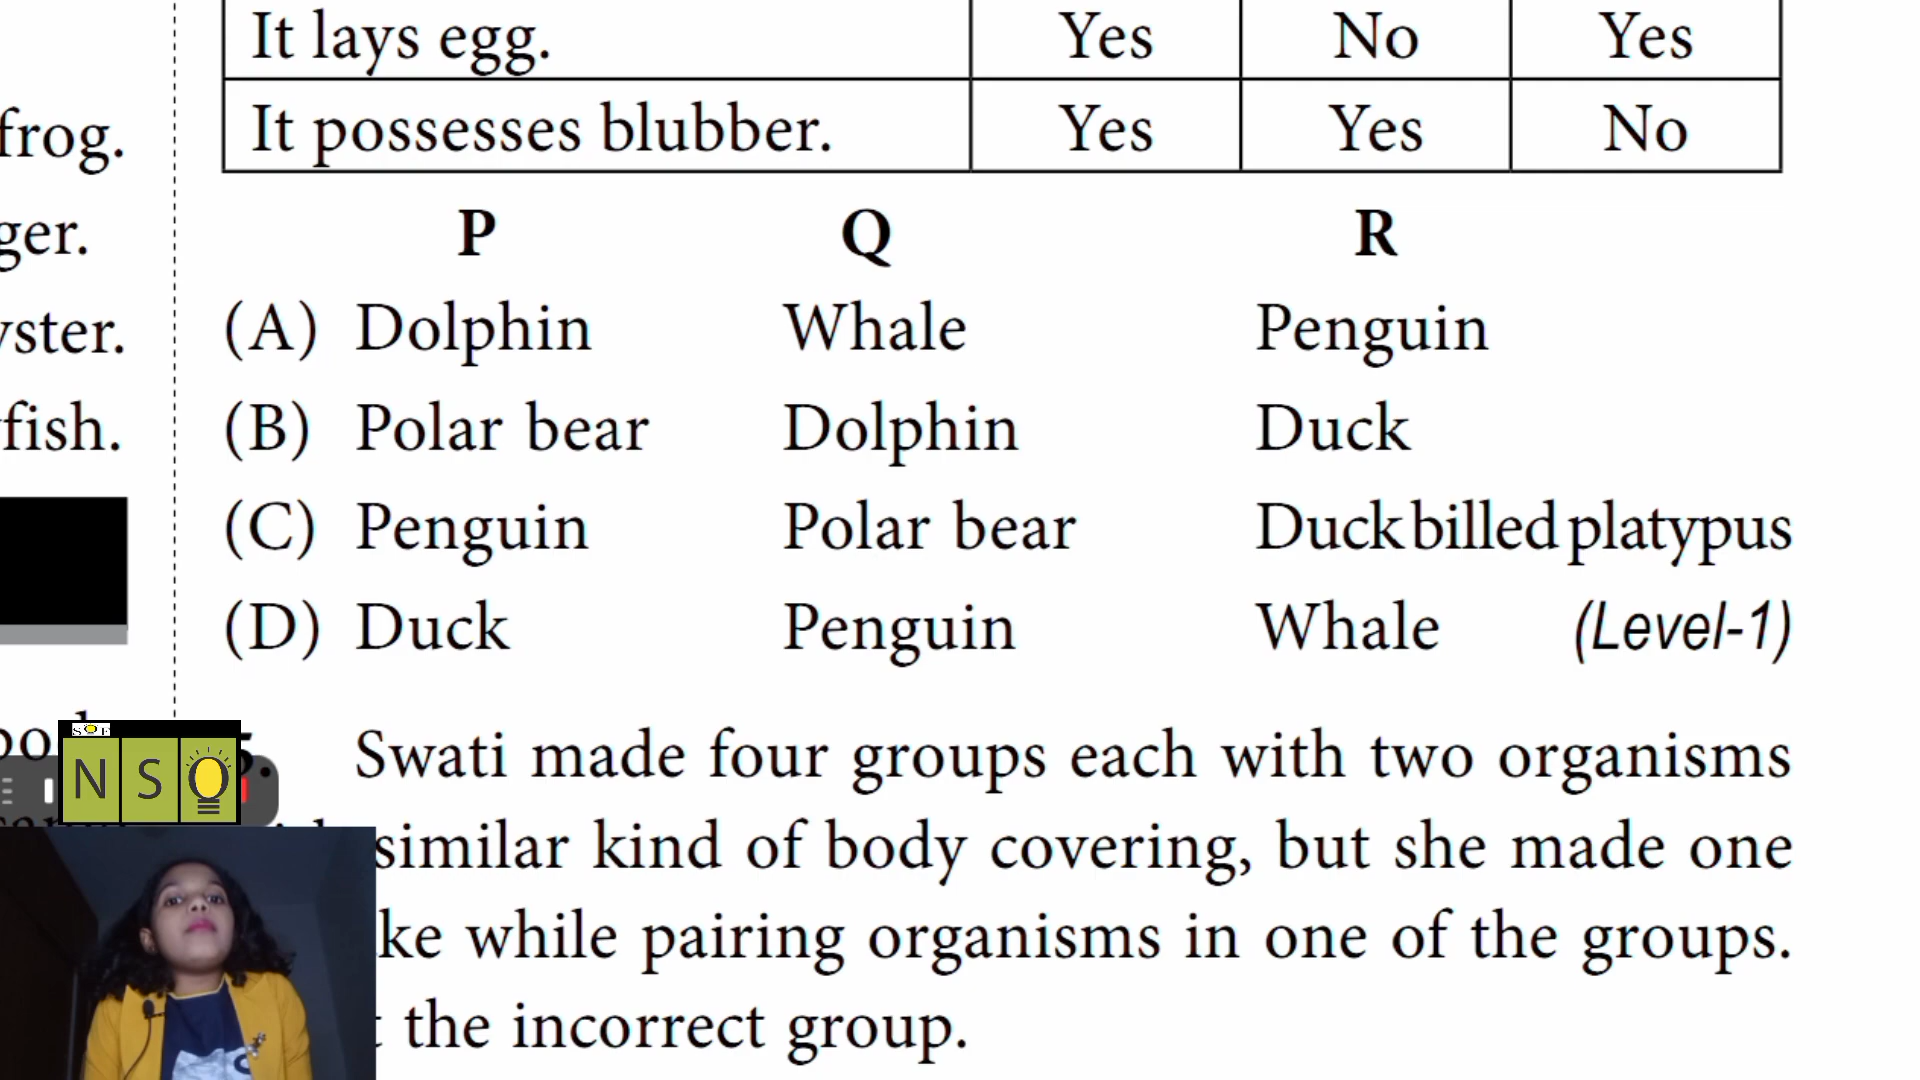 frog.
ger.
yster.
fish.
It lays egg. Yes No Yes
It possesses blubber. Yes Yes No
P Q R
(A) Dolphin Whale Penguin
(B) Polar bear Dolphin Duck
(C) Penguin Polar bear Duck billed platypus
(D) Duck Penguin Whale (Level-1)
5. Swati made four groups each with two organisms
similar kind of body covering, but she made one
ke while pairing organisms in one of the groups.
t the incorrect group.
SOF
NSO